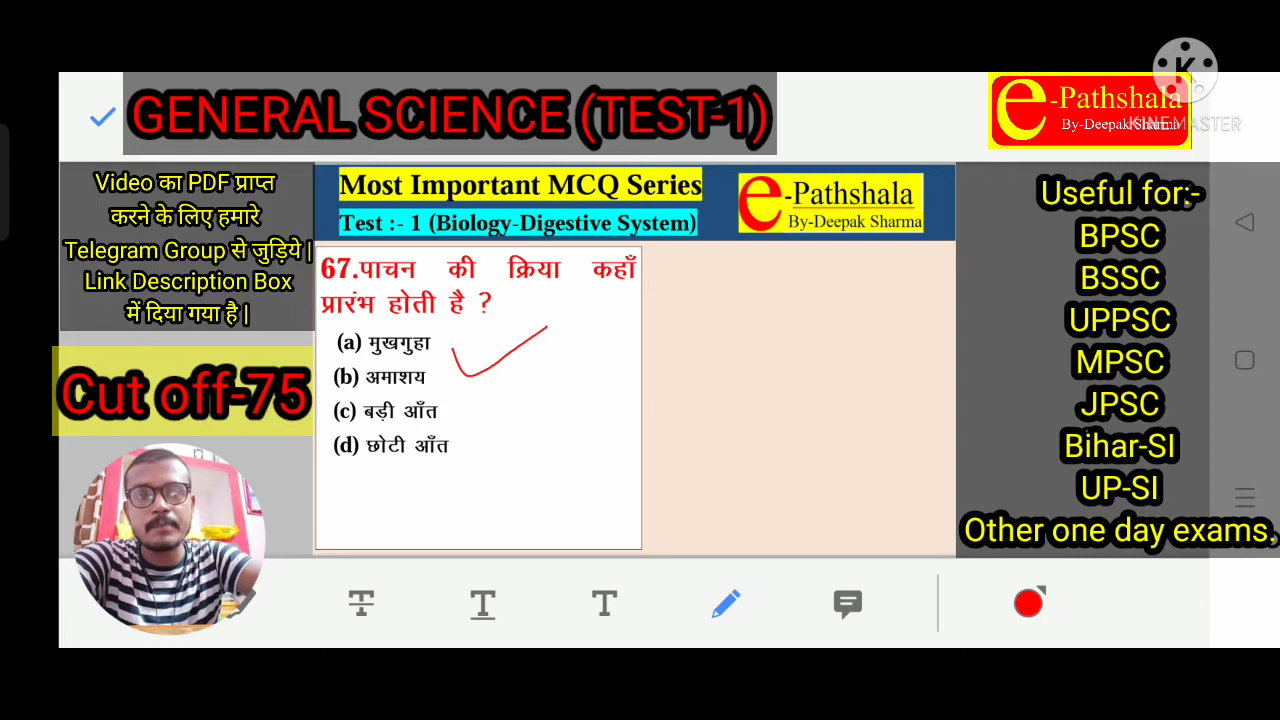 GENERAL SCIENCE (TEST-1)
e-Pathshala
By-Deepak Sharma
KINEMASTER
Video का PDF प्राप्त
करने के लिए हमारे
Telegram Group से जुड़िये |
Link Description Box
में दिया गया है |
Cut off-75
Most Important MCQ Series
Test :- 1 (Biology-Digestive System)
e-Pathshala
By-Deepak Sharma
67.पाचन की क्रिया कहाँ
प्रारंभ होती है ?
(a) मुखगुहा
(b) अमाशय
(c) बड़ी आँत
(d) छोटी आँत
Useful for:-
BPSC
BSSC
UPPSC
MPSC
JPSC
Bihar-SI
UP-SI
Other one day exams.